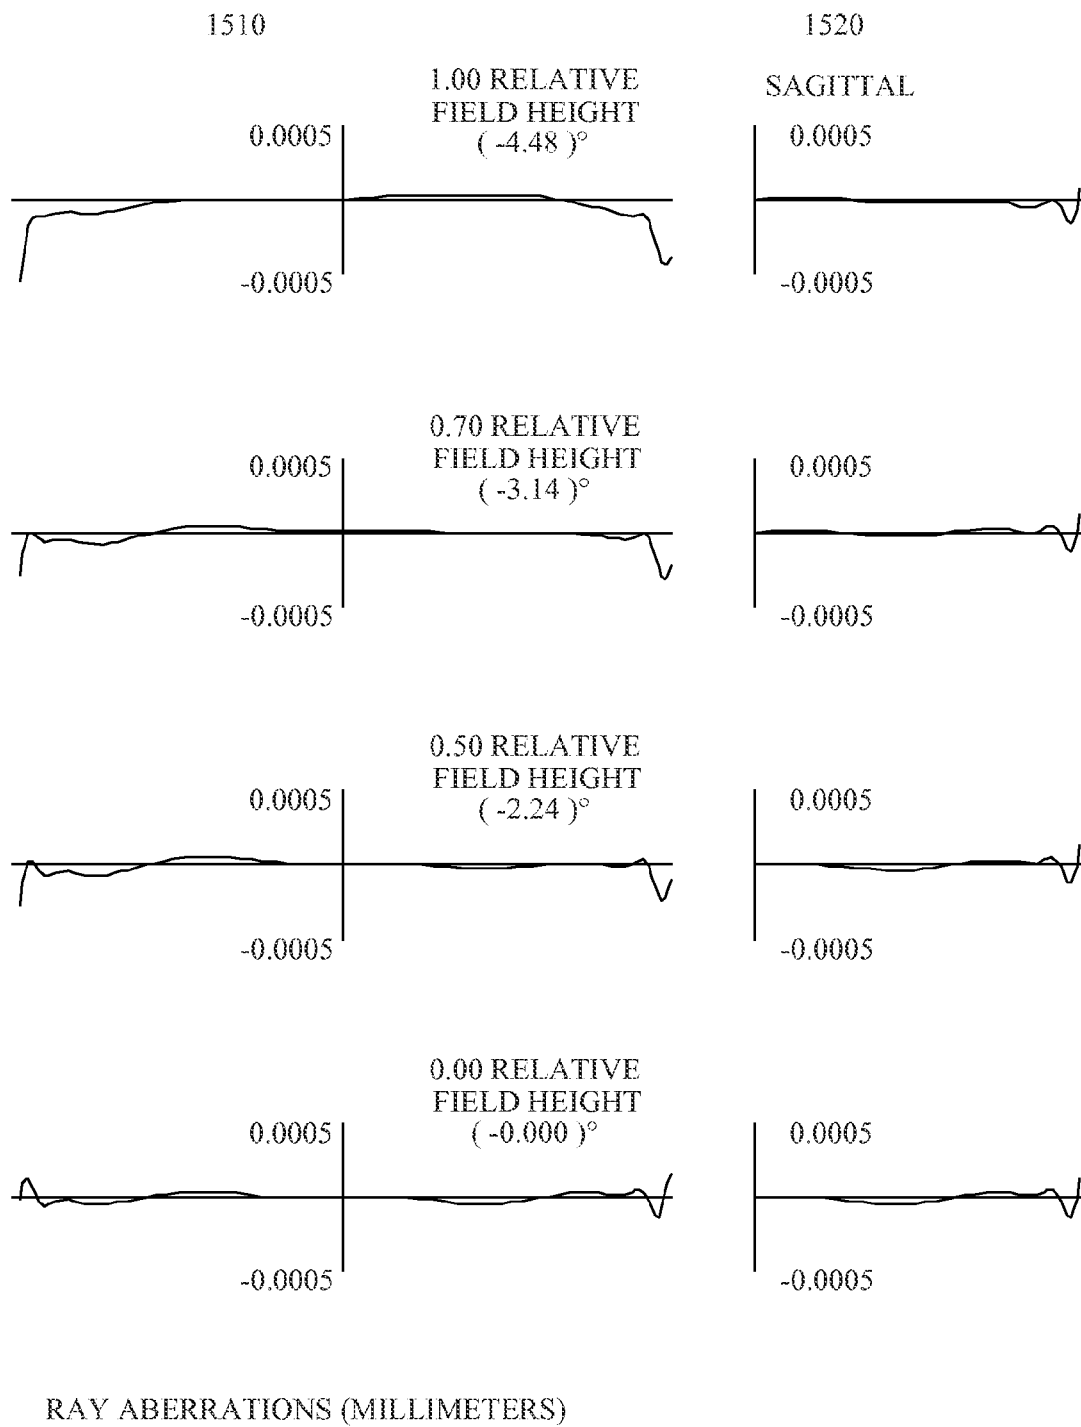 1510 1520
1.00 RELATIVE
FIELD HEIGHT
( -4.48 )°
SAGITTAL
0.0005 0.0005
-0.0005 -0.0005
0.70 RELATIVE
FIELD HEIGHT
( -3.14 )°
0.0005 0.0005
-0.0005 -0.0005
0.50 RELATIVE
FIELD HEIGHT
( -2.24 )°
0.0005 0.0005
-0.0005 -0.0005
0.00 RELATIVE
FIELD HEIGHT
( -0.000 )°
0.0005 0.0005
-0.0005 -0.0005
RAY ABERRATIONS (MILLIMETERS)